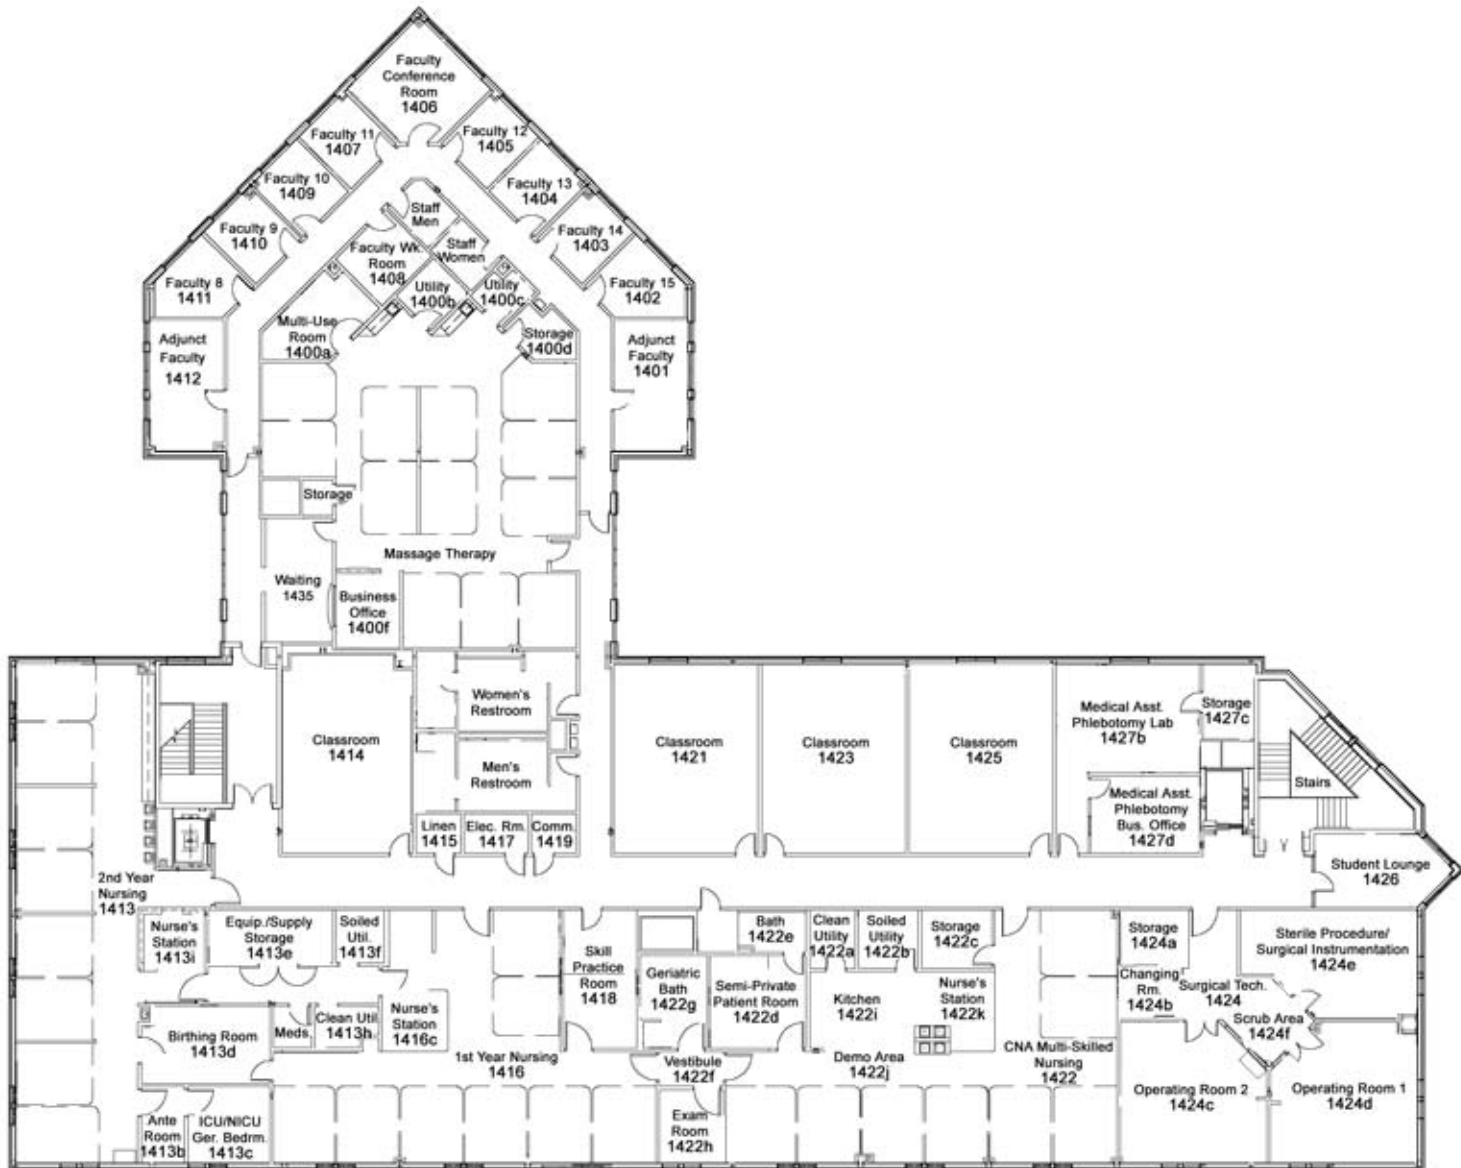 Faculty
Conference
Room
1406
Faculty 11
1407
Faculty 12
1405
Faculty 10
1409
Faculty 13
1404
Staff
Men
Faculty 9
1410
Faculty 14
1403
Faculty Wk.
Room
1408
Staff
Women
Faculty 8
1411
Utility
1400b
Utility
1400c
Faculty 15
1402
Multi-Use
Room
1400a
Storage
1400d
Adjunct
Faculty
1412
Adjunct
Faculty
1401
Storage
Massage Therapy
Waiting
1435
Business
Office
1400f
Women's
Restroom
Classroom
1414
Men's
Restroom
Classroom
1421
Classroom
1423
Classroom
1425
Medical Asst.
Phlebotomy Lab
1427b
Storage
1427c
Stairs
Medical Asst.
Phlebotomy
Bus. Office
1427d
Linen
1415
Elec. Rm.
1417
Comm.
1419
Student Lounge
1426
2nd Year
Nursing
1413
Nurse's
Station
1413i
Equip./Supply
Storage
1413e
Soiled
Util.
1413f
Skill
Practice
Room
1418
Geriatric
Bath
1422g
Bath
1422e
Semi-Private
Patient Room
1422d
Clean
Utility
1422a
Soiled
Utility
1422b
Storage
1422c
Kitchen
1422i
Nurse's
Station
1422k
Storage
1424a
Sterile Procedure/
Surgical Instrumentation
1424e
Changing
Rm.
1424b
Surgical Tech.
1424
Scrub Area
1424f
Birthing Room
1413d
Meds.
Clean Util.
1413h
Nurse's
Station
1416c
1st Year Nursing
1416
Vestibule
1422f
Demo Area
1422j
CNA Multi-Skilled
Nursing
1422
Operating Room 2
1424c
Operating Room 1
1424d
Ante
Room
1413b
ICU/NICU
Ger. Bedrm.
1413c
Exam
Room
1422h